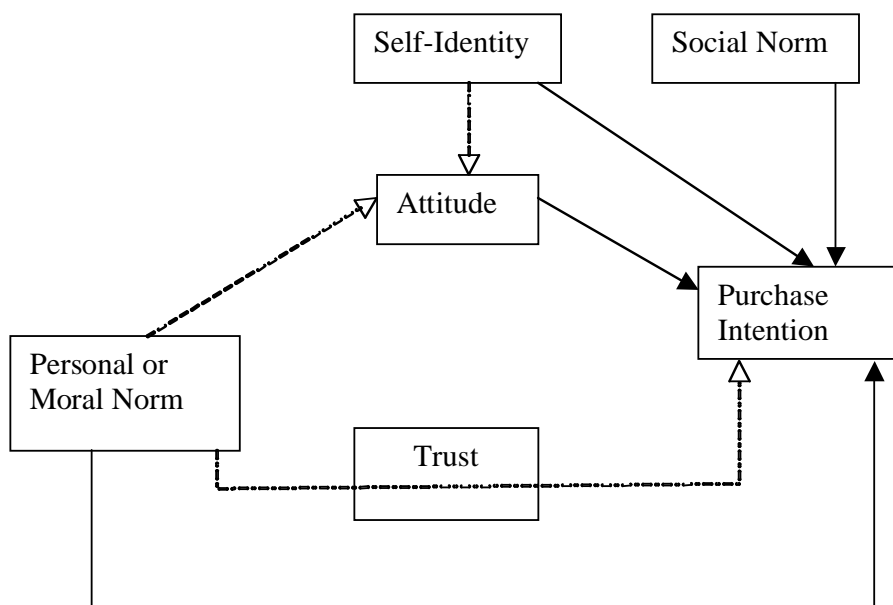 Self-Identity
Social Norm
Attitude
Purchase
Intention
Personal or
Moral Norm
Trust